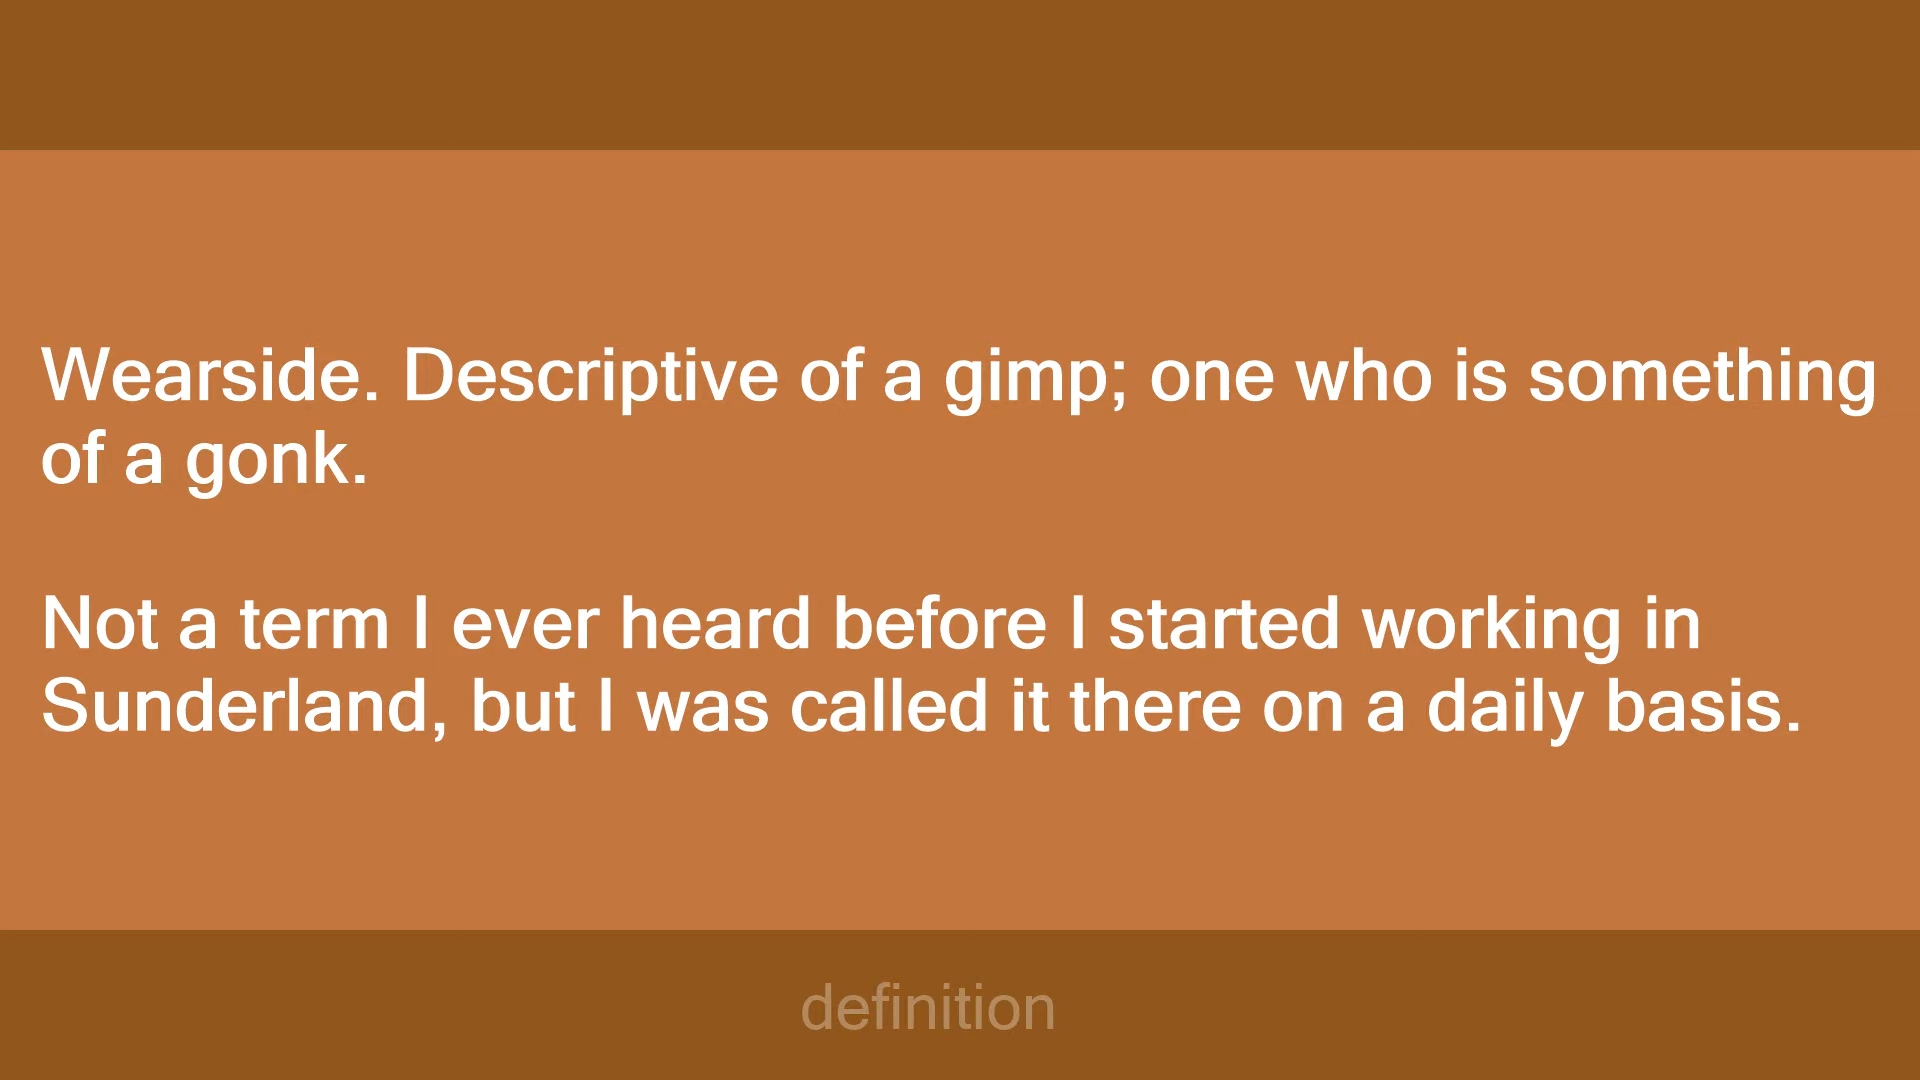 Wearside. Descriptive of a gimp; one who is something
of a gonk.
Not a term I ever heard before I started working in
Sunderland, but I was called it there on a daily basis.
definition